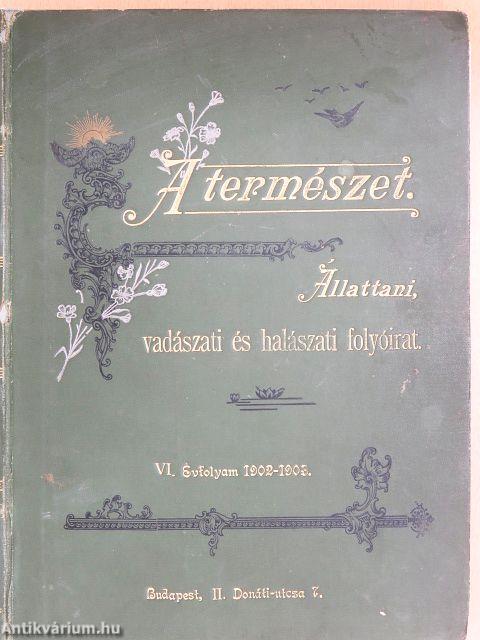 A természet.
Állattani,
vadászati és halászati folyóirat.
VI. Évfolyam 1902-1903.
Budapest, II. Donáti-utcza 7.
Antikvárium.hu